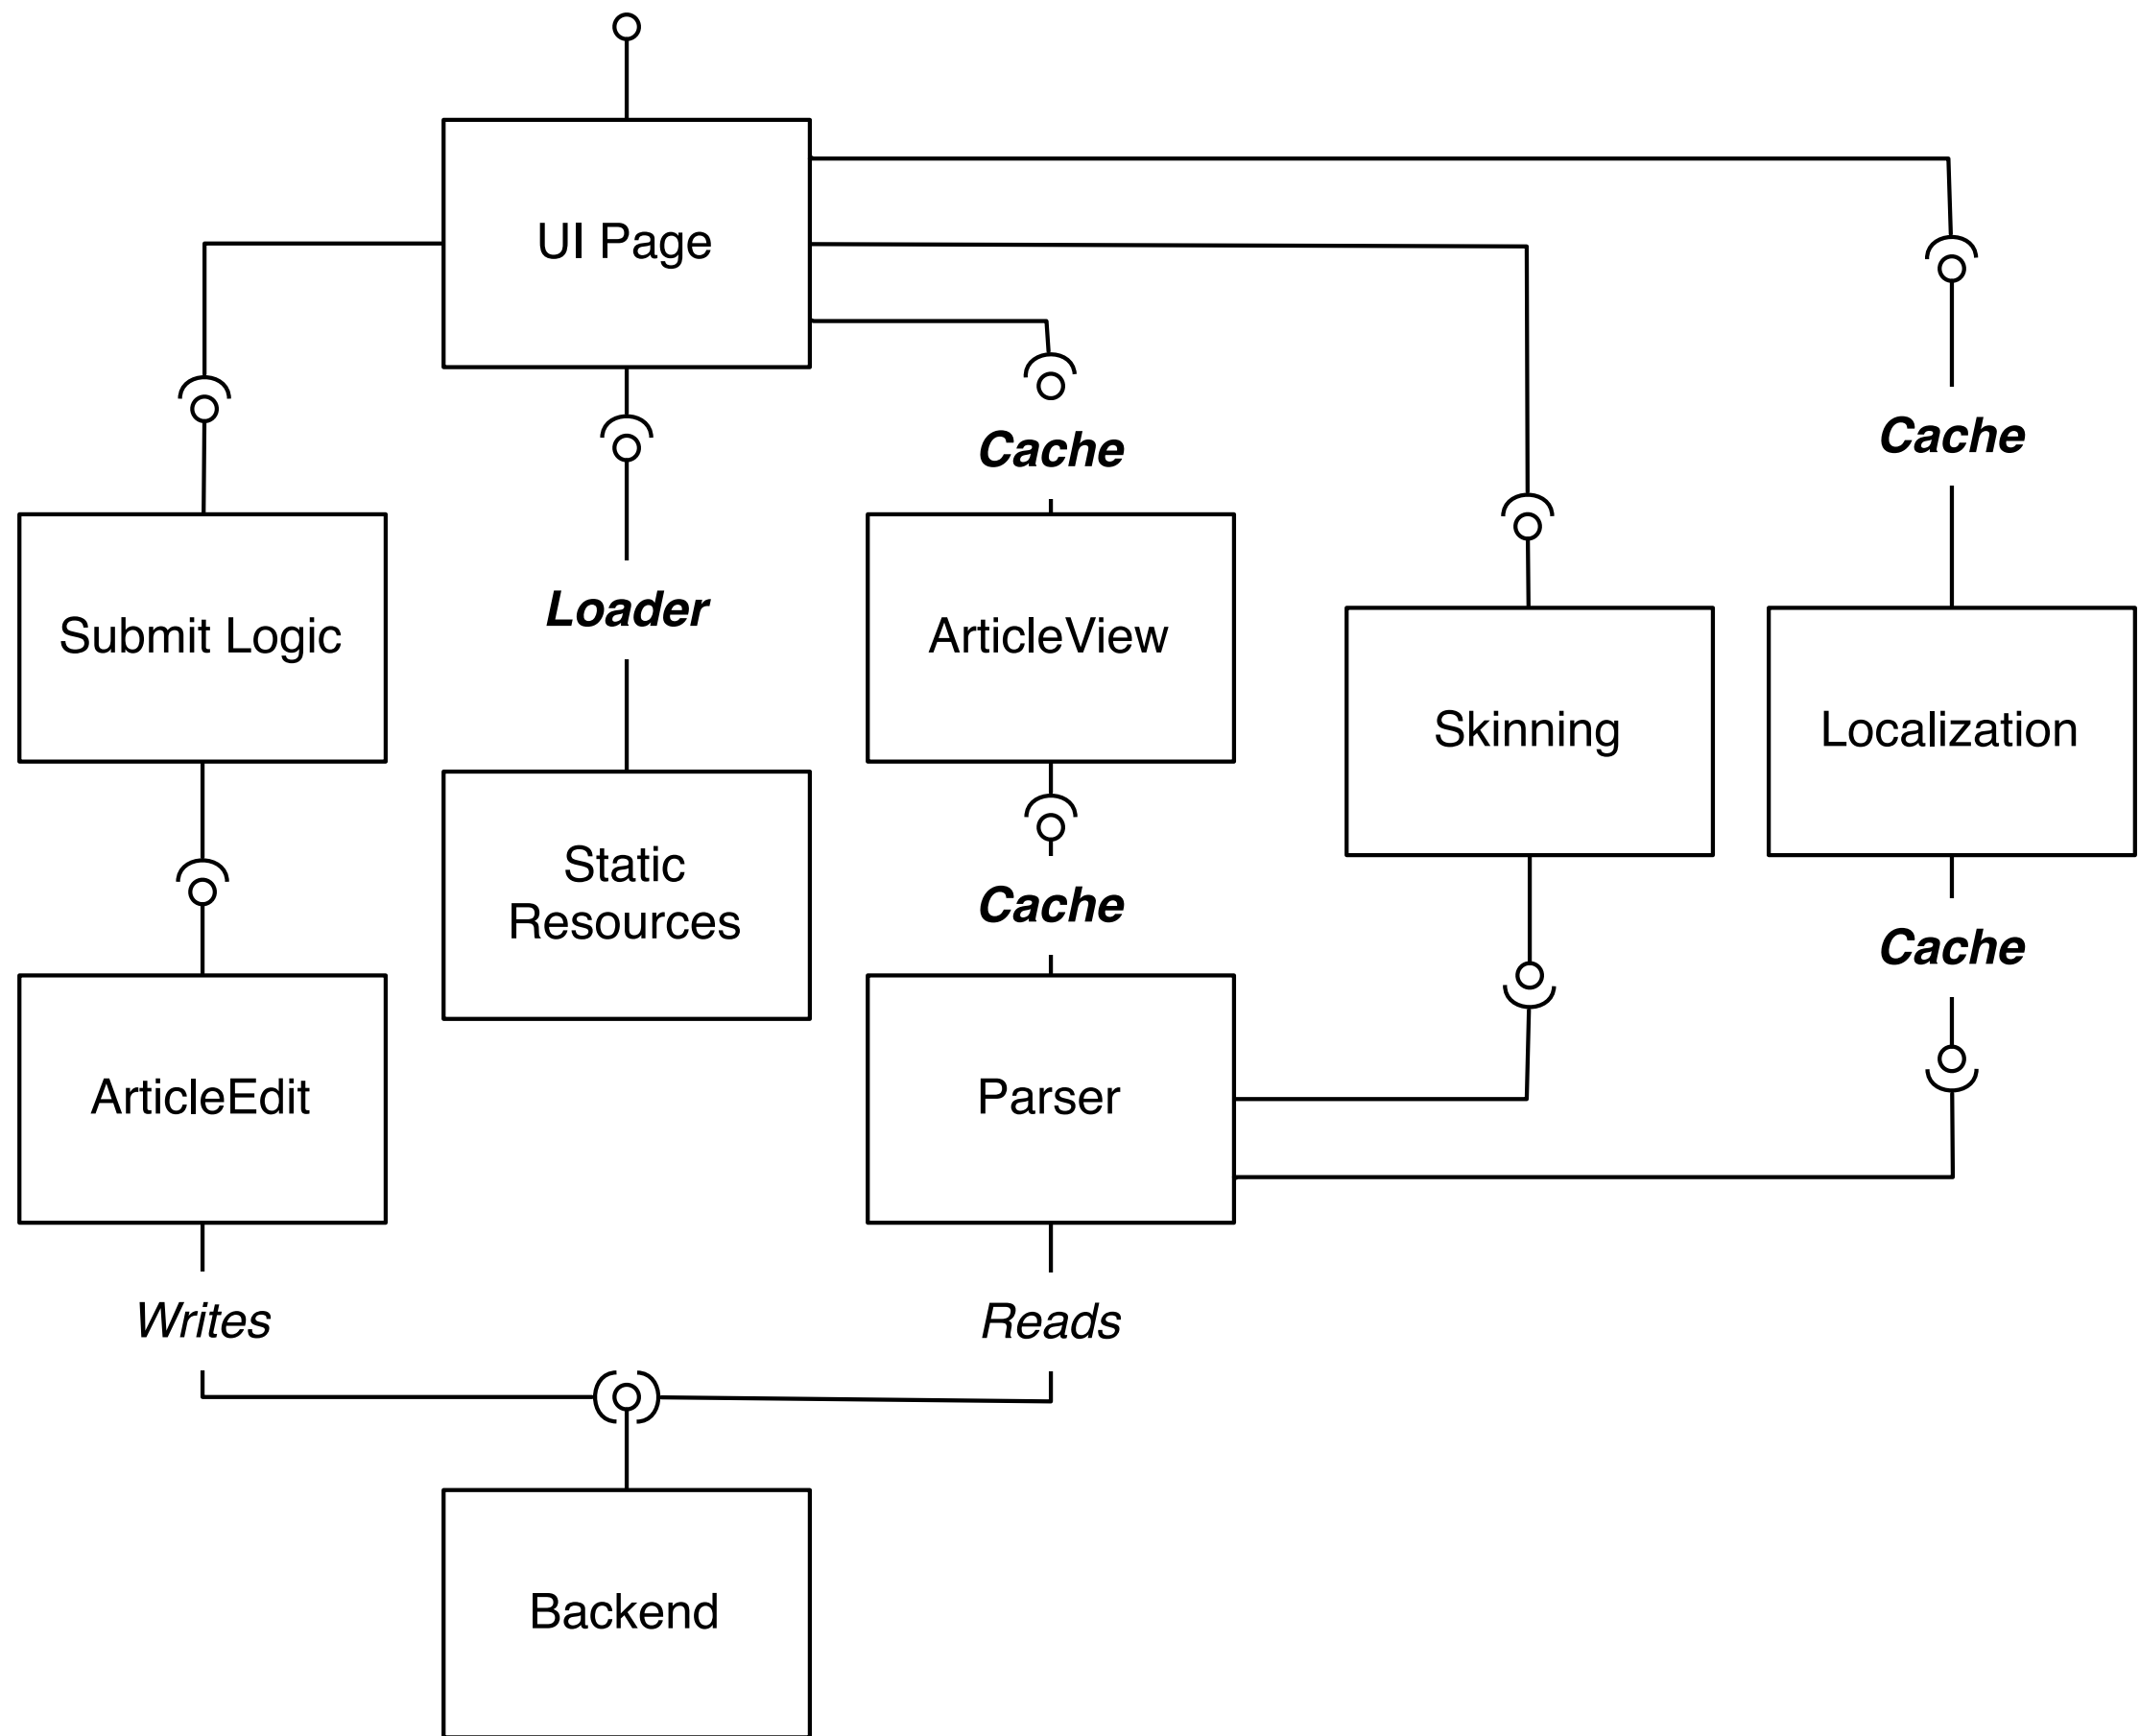 UI Page
Cache
Cache
Loader
Submit Logic
ArticleView
Skinning
Localization
Static
Resources
Cache
Cache
ArticleEdit
Parser
Writes
Reads
Backend